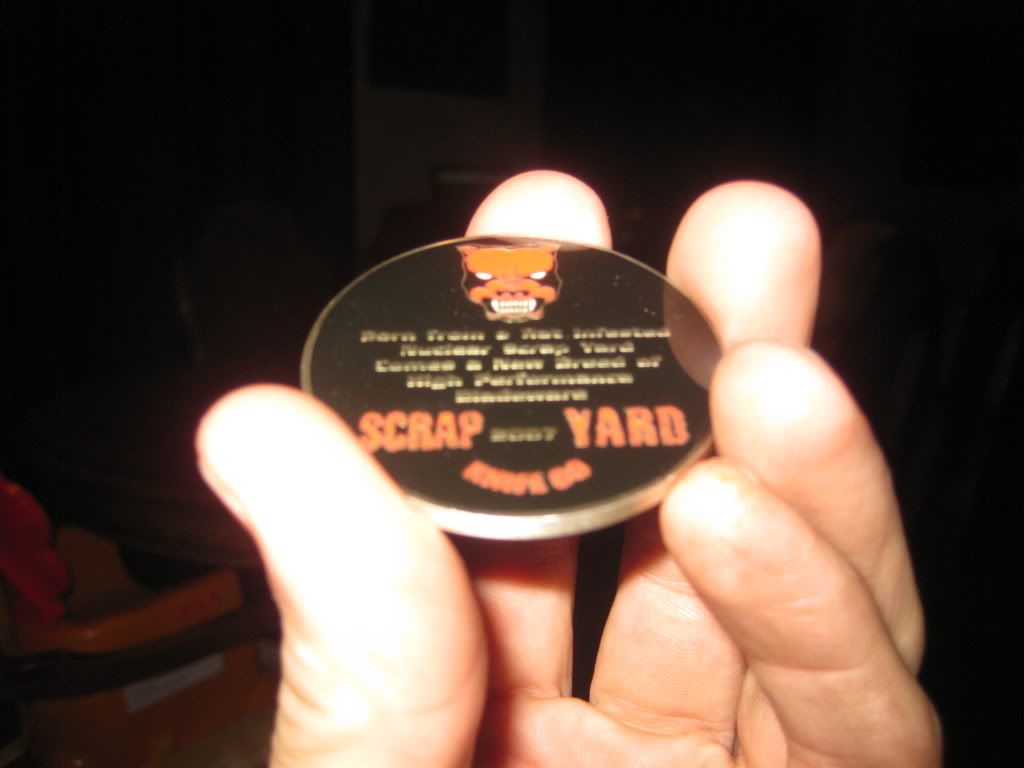 Born from a Rat Infested
Nuclear Scrap Yard
Comes a New Breed of
High Performance
Bladeware
SCRAP 2007 YARD
KNIFE CO